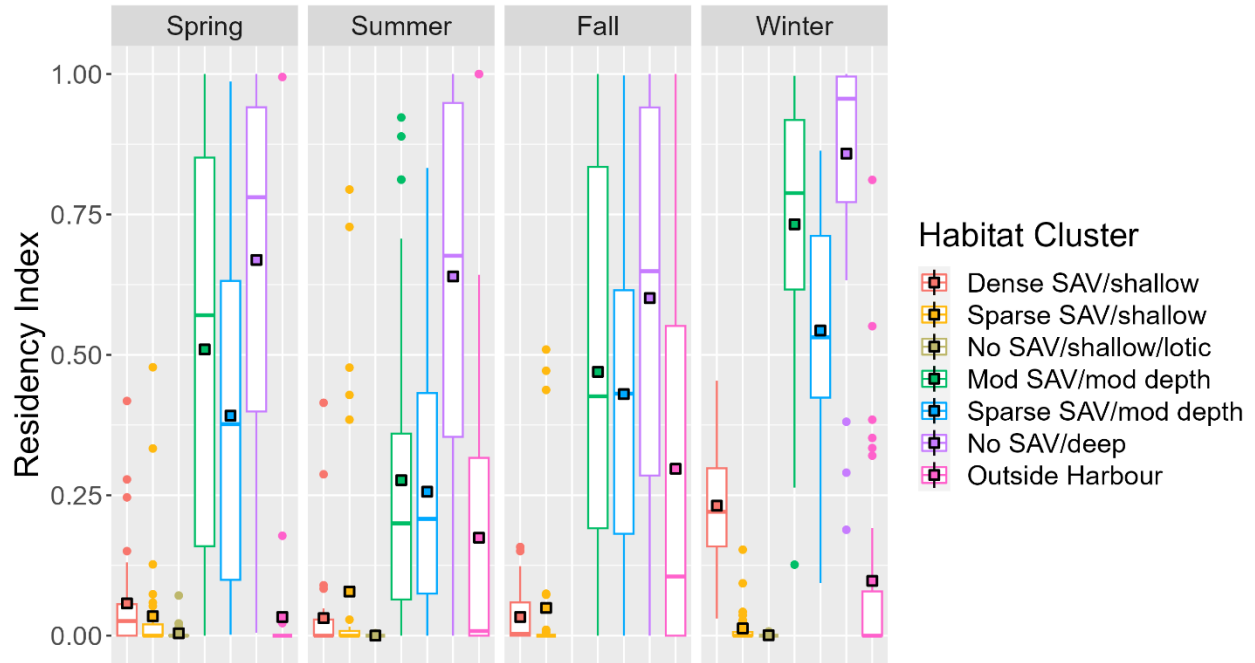 Spring Summer Fall Winter
1.00
0.75
0.50
0.25
0.00
Residency Index
Habitat Cluster
Dense SAV/shallow
Sparse SAV/shallow
No SAV/shallow/lotic
Mod SAV/mod depth
Sparse SAV/mod depth
No SAV/deep
Outside Harbour